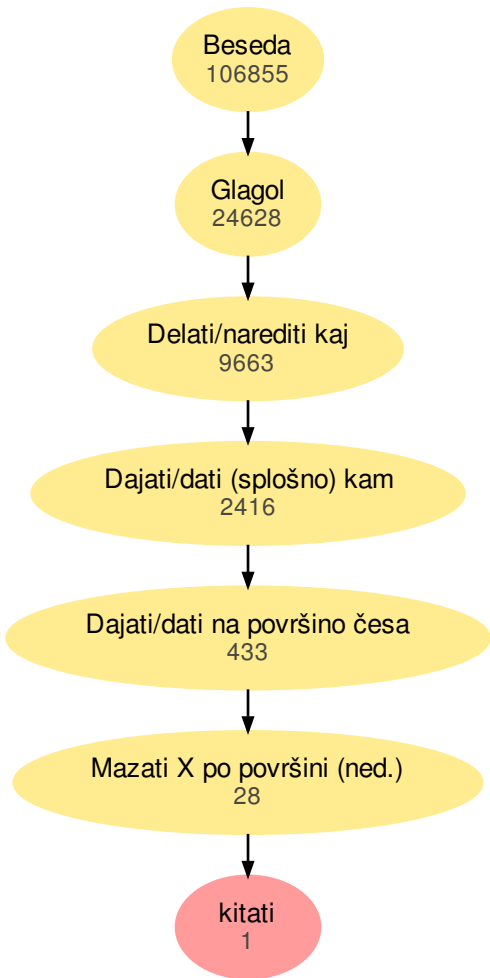 Beseda
106855
Glagol
24628
Delati/narediti kaj
9663
Dajati/dati (splošno) kam
2416
Dajati/dati na površino česa
433
Mazati X po površini (ned.)
28
kitati
1